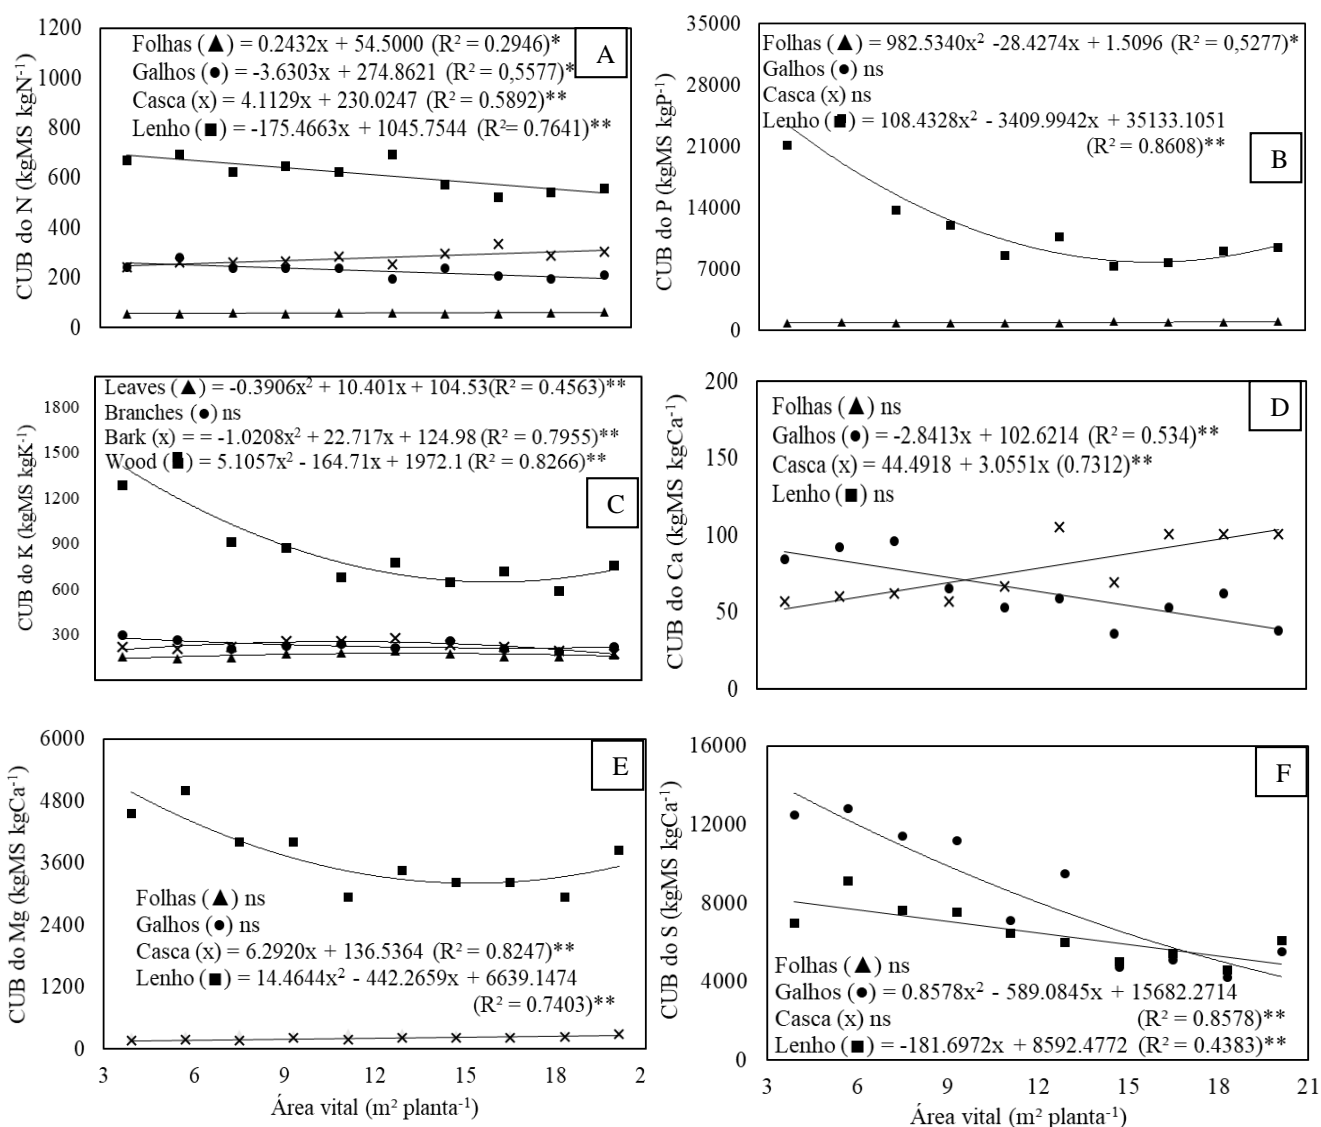 CUB do N (kgMS kgN⁻¹)
1200
1000
800
600
400
200
0
Folhas (▲) = 0.2432x + 54.5000 (R² = 0.2946)*
Galhos (●) = -3.6303x + 274.8621 (R² = 0,5577)*
Casca (x) = 4.1129x + 230.0247 (R² = 0.5892)**
Lenho (■) = -175.4663x + 1045.7544 (R²= 0.7641)**
A
CUB do P (kgMS kgP⁻¹)
35000
28000
21000
14000
7000
0
Folhas (▲) = 982.5340x² -28.4274x + 1.5096 (R² = 0,5277)*
Galhos (●) ns
Casca (x) ns
Lenho (■) = 108.4328x² - 3409.9942x + 35133.1051
(R² = 0.8608)**
B
CUB do K (kgMS kgK⁻¹)
1800
1500
1200
900
600
300
Leaves (▲) = -0.3906x² + 10.401x + 104.53(R² = 0.4563)**
Branches (●) ns
Bark (x) = = -1.0208x² + 22.717x + 124.98 (R² = 0.7955)**
Wood (■) = 5.1057x² - 164.71x + 1972.1 (R² = 0.8266)**
C
CUB do Ca (kgMS kgCa⁻¹)
200
150
100
50
0
Folhas (▲) ns
Galhos (●) = -2.8413x + 102.6214 (R² = 0.534)**
Casca (x) = 44.4918 + 3.0551x (0.7312)**
Lenho (■) ns
D
CUB do Mg (kgMS kgCa⁻¹)
6000
4800
3600
2400
1200
0
E
Folhas (▲) ns
Galhos (●) ns
Casca (x) = 6.2920x + 136.5364 (R² = 0.8247)**
Lenho (■) = 14.4644x² - 442.2659x + 6639.1474
(R² = 0.7403)**
3 6 9 12 15 18 2
Área vital (m² planta⁻¹)
CUB do S (kgMS kgCa⁻¹)
16000
12000
8000
4000
0
F
Folhas (▲) ns
Galhos (●) = 0.8578x² - 589.0845x + 15682.2714
Casca (x) ns (R² = 0.8578)**
Lenho (■) = -181.6972x + 8592.4772 (R² = 0.4383)**
3 6 9 12 15 18 21
Área vital (m² planta⁻¹)